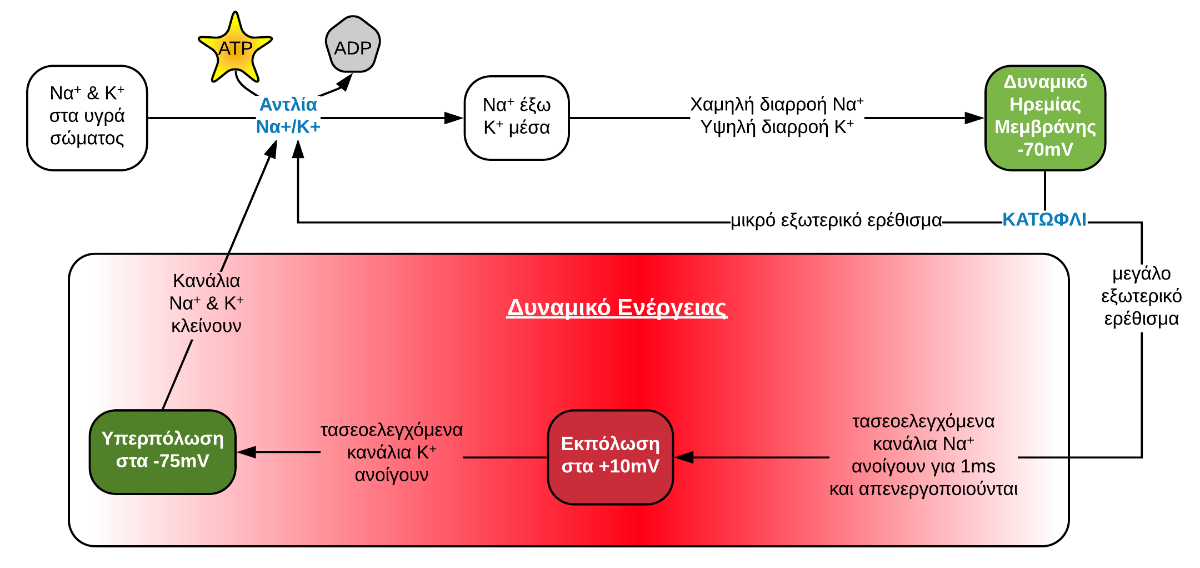 ATP
ADP
Να⁺ & Κ⁺
στα υγρά
σώματος
Αντλία
Να+/Κ+
Να⁺ έξω
Κ⁺ μέσα
Χαμηλή διαρροή Να⁺
Υψηλή διαρροή Κ⁺
Δυναμικό
Ηρεμίας
Μεμβράνης
-70mV
μικρό εξωτερικό ερέθισμα
ΚΑΤΩΦΛΙ
μεγάλο
εξωτερικό
ερέθισμα
Κανάλια
Να⁺ & Κ⁺
κλείνουν
Δυναμικό Ενέργειας
Υπερπόλωση
στα -75mV
τασεοελεγχόμενα
κανάλια Κ⁺
ανοίγουν
Εκπόλωση
στα +10mV
τασεοελεγχόμενα
κανάλια Να⁺
ανοίγουν για 1ms
και απενεργοποιούνται